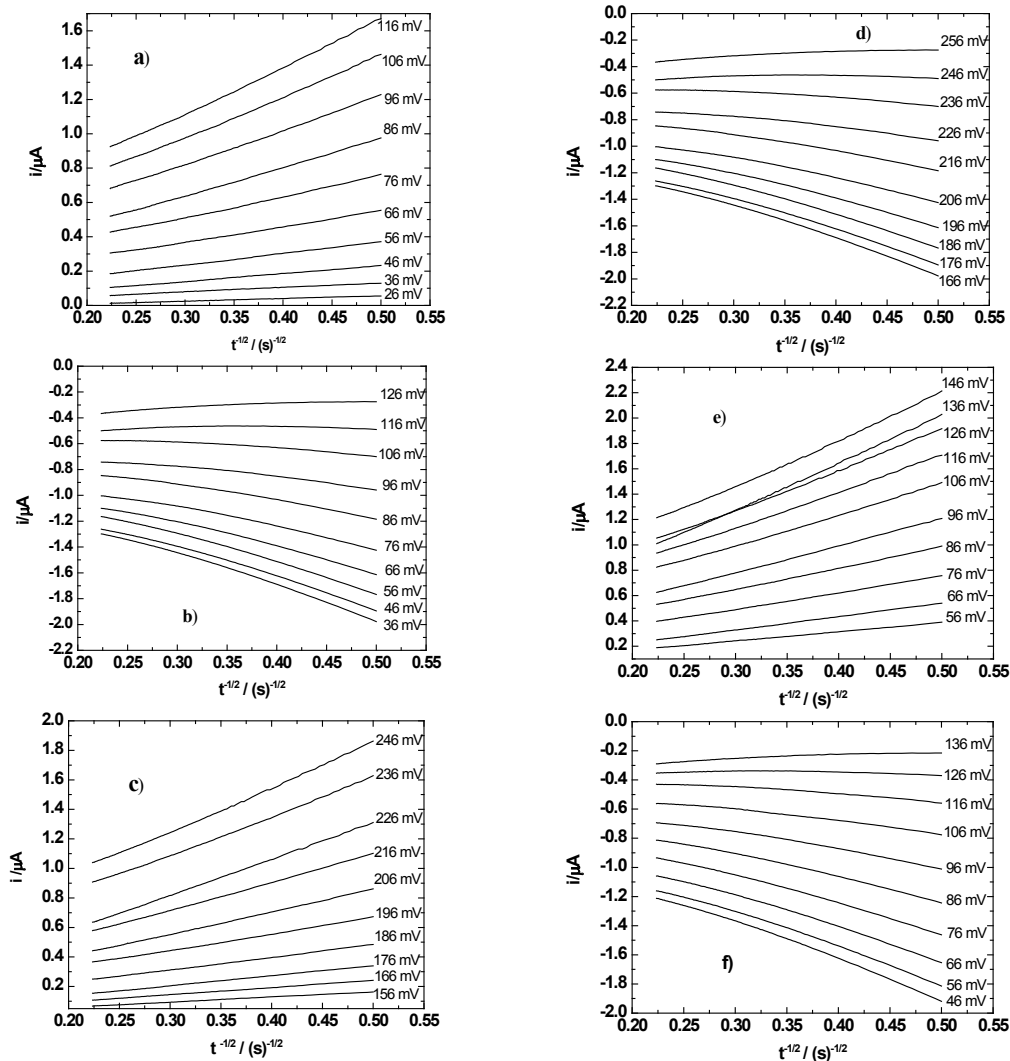 a)
1.6
1.4
1.2
1.0
0.8
0.6
0.4
0.2
0.0
i/µA
116 mV
106 mV
96 mV
86 mV
76 mV
66 mV
56 mV
46 mV
36 mV
26 mV
0.20 0.25 0.30 0.35 0.40 0.45 0.50 0.55
t-1/2 / (s)-1/2
b)
0.0
-0.2
-0.4
-0.6
-0.8
-1.0
-1.2
-1.4
-1.6
-1.8
-2.0
-2.2
i/µA
126 mV
116 mV
106 mV
96 mV
86 mV
76 mV
66 mV
56 mV
46 mV
36 mV
0.20 0.25 0.30 0.35 0.40 0.45 0.50 0.55
t-1/2 / (s)-1/2
c)
2.0
1.8
1.6
1.4
1.2
1.0
0.8
0.6
0.4
0.2
i /µA
246 mV
236 mV
226 mV
216 mV
206 mV
196 mV
186 mV
176 mV
166 mV
156 mV
0.20 0.25 0.30 0.35 0.40 0.45 0.50 0.55
t -1/2 / (s)-1/2
d)
0.0
-0.2
-0.4
-0.6
-0.8
-1.0
-1.2
-1.4
-1.6
-1.8
-2.0
-2.2
i/µA
256 mV
246 mV
236 mV
226 mV
216 mV
206 mV
196 mV
186 mV
176 mV
166 mV
0.20 0.25 0.30 0.35 0.40 0.45 0.50 0.55
t-1/2 / (s)-1/2
e)
2.4
2.2
2.0
1.8
1.6
1.4
1.2
1.0
0.8
0.6
0.4
0.2
i/µA
146 mV
136 mV
126 mV
116 mV
106 mV
96 mV
86 mV
76 mV
66 mV
56 mV
0.20 0.25 0.30 0.35 0.40 0.45 0.50 0.55
t-1/2 / (s)-1/2
f)
0.0
-0.2
-0.4
-0.6
-0.8
-1.0
-1.2
-1.4
-1.6
-1.8
-2.0
i/µA
136 mV
126 mV
116 mV
106 mV
96 mV
86 mV
76 mV
66 mV
56 mV
46 mV
0.20 0.25 0.30 0.35 0.40 0.45 0.50 0.55
t-1/2 / (s)-1/2